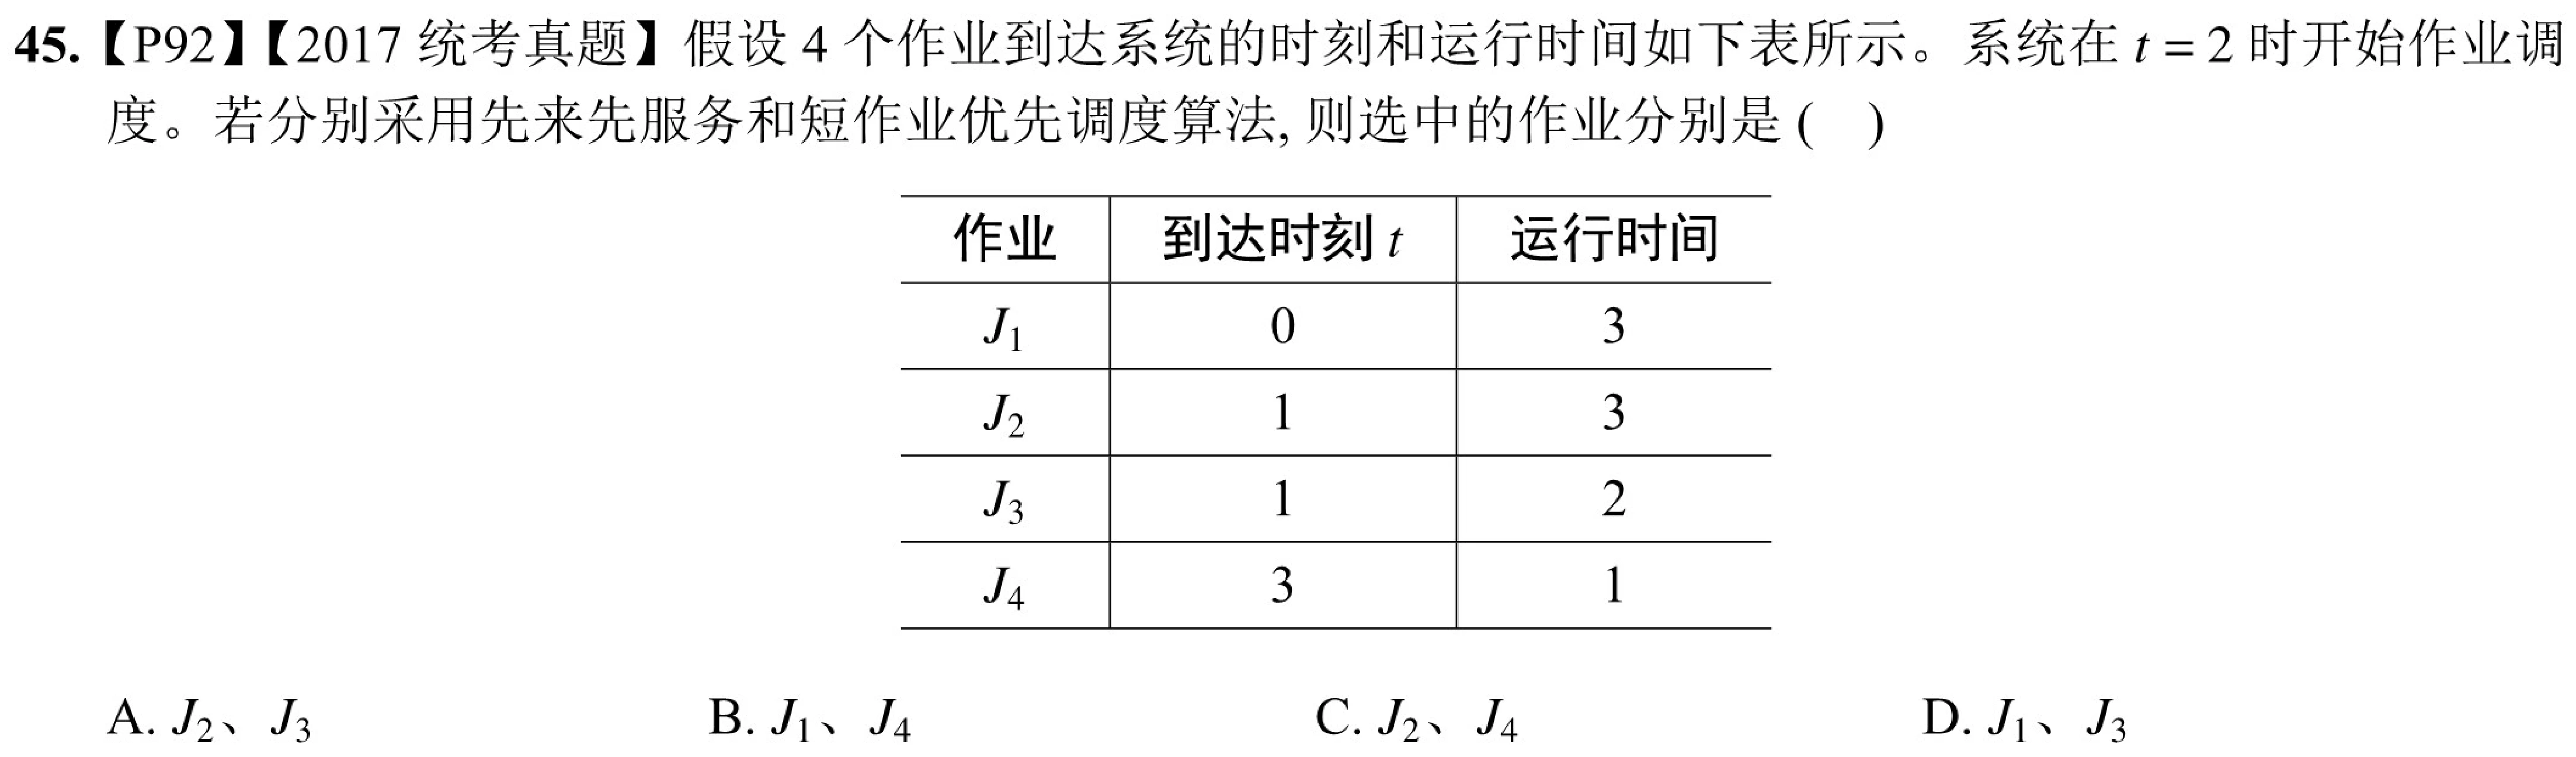 45.【P92】【2017 统考真题】假设 4 个作业到达系统的时刻和运行时间如下表所示。系统在 t = 2 时开始作业调
度。若分别采用先来先服务和短作业优先调度算法, 则选中的作业分别是 ( )
作业 到达时刻 t 运行时间
J1 0 3
J2 1 3
J3 1 2
J4 3 1
A. J2、J3 B. J1、J4 C. J2、J4 D. J1、J3